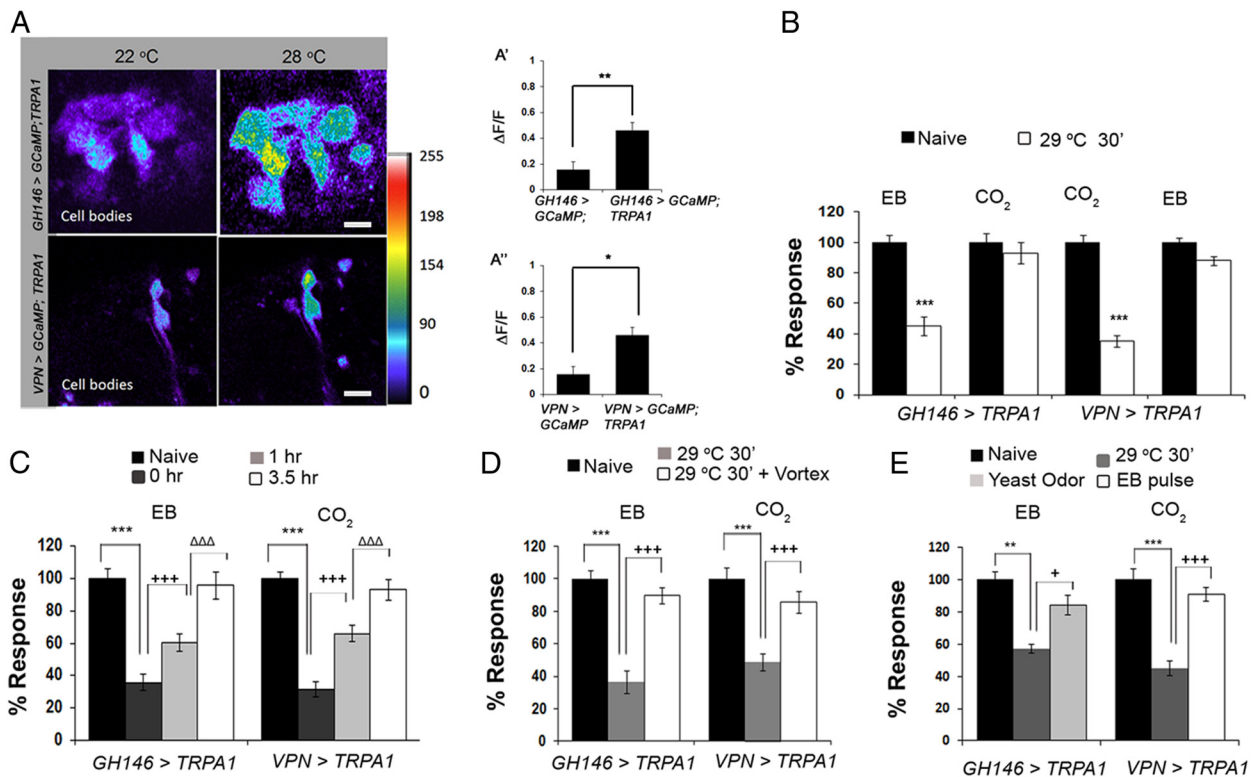 A
22 °C
28 °C
GH146 > GCaMP;TRPA1
Cell bodies
VPN > GCaMP; TRPA1
Cell bodies
255
198
154
90
0
A'
**
ΔF/F
1
0.8
0.6
0.4
0.2
0
GH146 > GCaMP;
GH146 > GCaMP; TRPA1
A''
*
ΔF/F
1
0.8
0.6
0.4
0.2
0
VPN > GCaMP
VPN > GCaMP; TRPA1
B
Naive
29 °C 30'
EB
CO2
CO2
EB
% Response
120
100
80
60
40
20
0
***
***
GH146 > TRPA1
VPN > TRPA1
C
Naive
1 hr
0 hr
3.5 hr
EB
CO2
***
+++
ΔΔΔ
***
+++
ΔΔΔ
% Response
120
100
80
60
40
20
0
GH146 > TRPA1
VPN > TRPA1
D
Naive
29 °C 30'
29 °C 30' + Vortex
EB
CO2
***
+++
***
+++
% Response
120
100
80
60
40
20
0
GH146 > TRPA1
VPN > TRPA1
E
Naive
29 °C 30'
Yeast Odor
EB pulse
EB
CO2
**
+
***
+++
% Response
120
100
80
60
40
20
0
GH146 > TRPA1
VPN > TRPA1